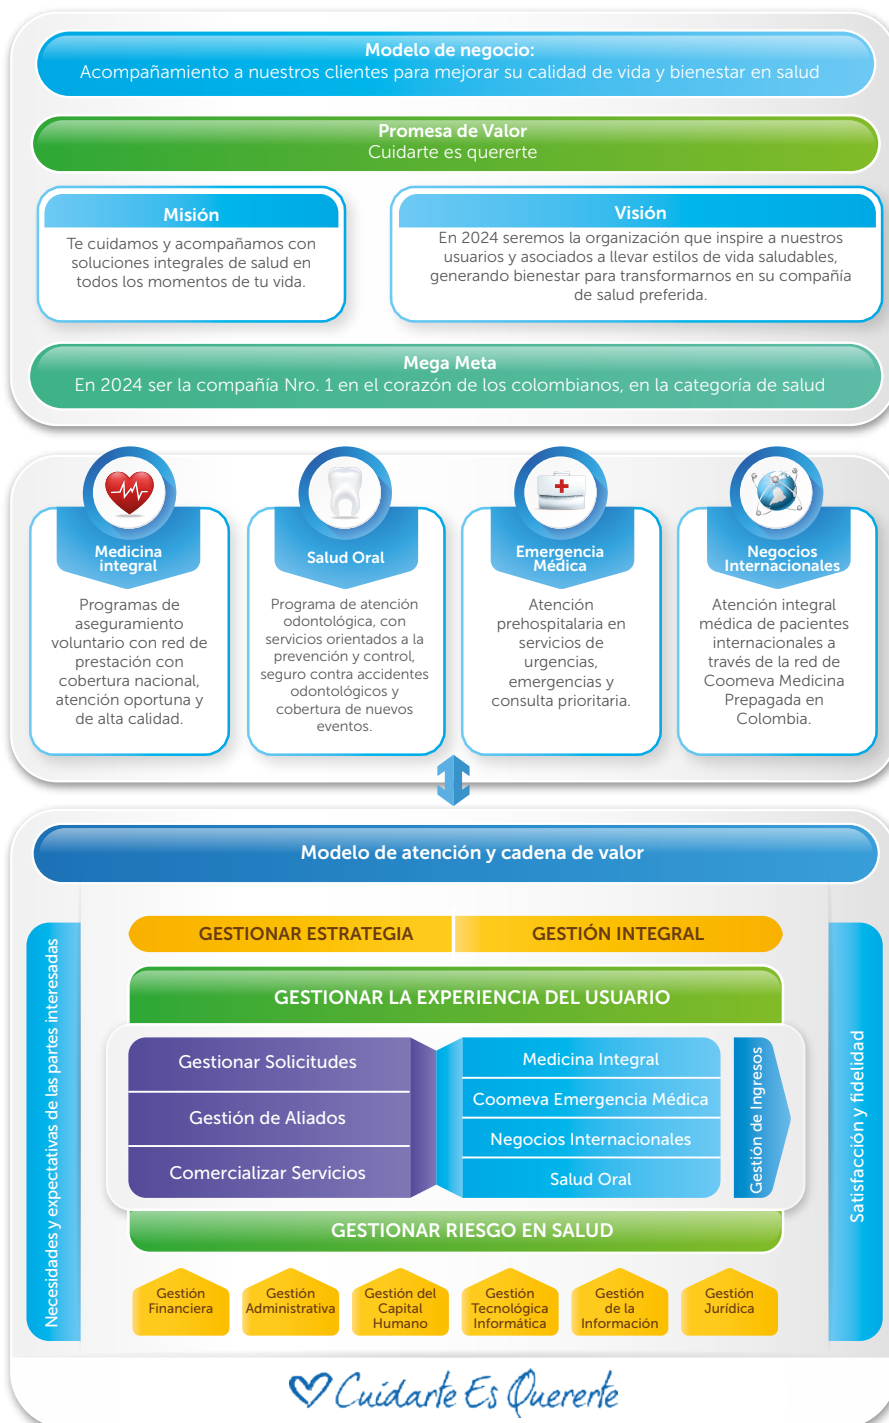 Modelo de negocio:
Acompañamiento a nuestros clientes para mejorar su calidad de vida y bienestar en salud
Promesa de Valor
Cuidarte es quererte
Misión
Te cuidamos y acompañamos con
soluciones integrales de salud en
todos los momentos de tu vida.
Visión
En 2024 seremos la organización que inspire a nuestros
usuarios y asociados a llevar estilos de vida saludables,
generando bienestar para transformarnos en su compañía
de salud preferida.
Mega Meta
En 2024 ser la compañía Nro. 1 en el corazón de los colombianos, en la categoría de salud
Medicina
integral
Programas de
aseguramiento
voluntario con red de
prestación con
cobertura nacional,
atención oportuna y
de alta calidad.
Salud Oral
Programa de atención
odontológica, con
servicios orientados a la
prevención y control,
seguro contra accidentes
odontológicos y
cobertura de nuevos
eventos.
Emergencia
Médica
Atención
prehospitalaria en
servicios de
urgencias,
emergencias y
consulta prioritaria.
Negocios
Internacionales
Atención integral
médica de pacientes
internacionales a
través de la red de
Coomeva Medicina
Prepagada en
Colombia.
Modelo de atención y cadena de valor
Necesidades y expectativas de las partes interesadas
GESTIONAR ESTRATEGIA
GESTIÓN INTEGRAL
GESTIONAR LA EXPERIENCIA DEL USUARIO
Gestionar Solicitudes
Gestión de Aliados
Comercializar Servicios
Medicina Integral
Coomeva Emergencia Médica
Negocios Internacionales
Salud Oral
Gestión de Ingresos
GESTIONAR RIESGO EN SALUD
Gestión
Financiera
Gestión
Administrativa
Gestión del
Capital
Humano
Gestión
Tecnológica
Informática
Gestión
de la
Información
Gestión
Jurídica
Satisfacción y fidelidad
Cuidarte Es Quererte